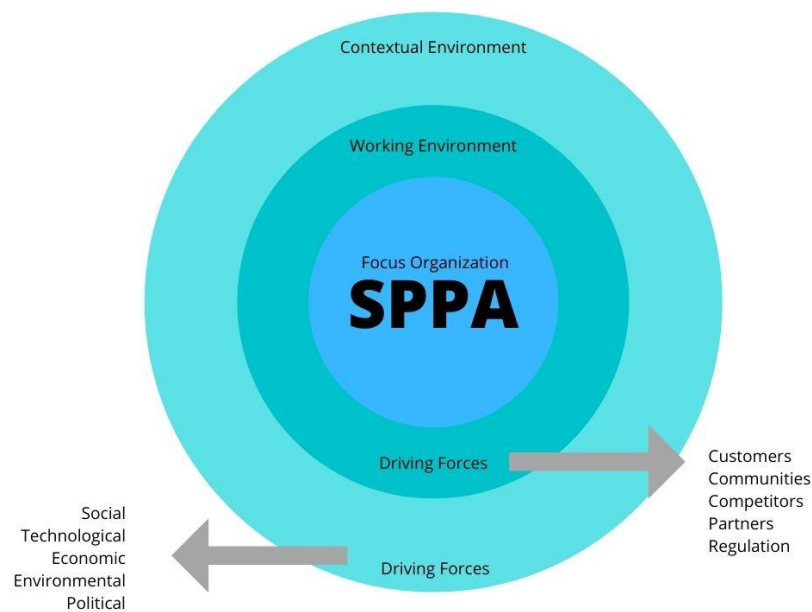 Contextual Environment
Working Environment
Focus Organization
SPPA
Driving Forces
Customers
Communities
Competitors
Partners
Regulation
Driving Forces
Social
Technological
Economic
Environmental
Political